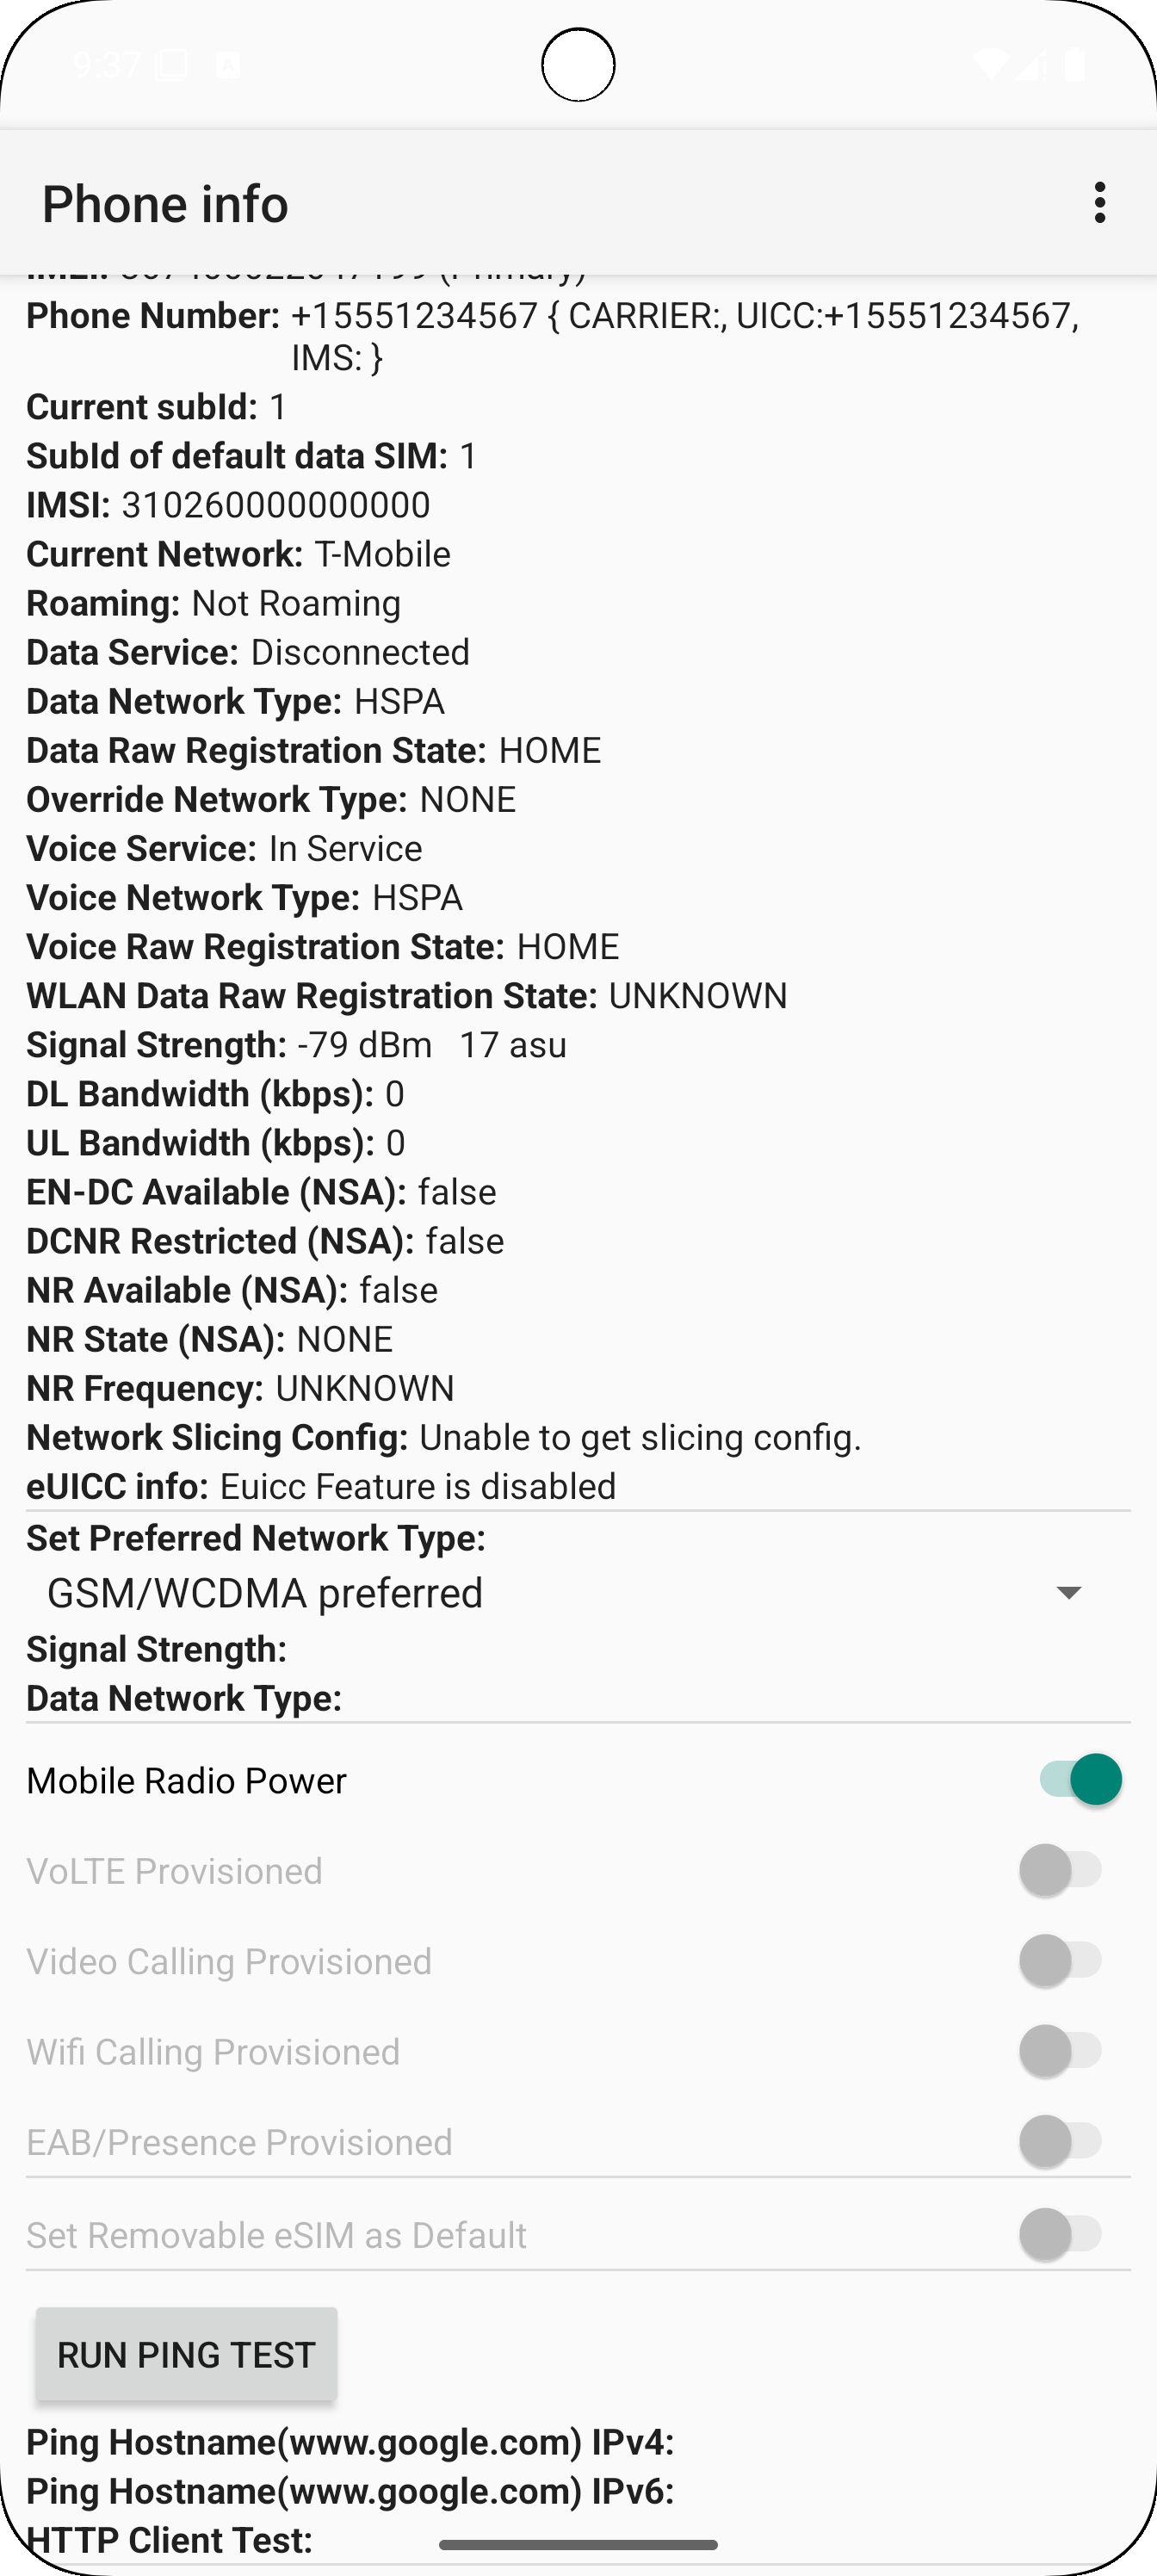 9:37
Phone info
Phone Number: +15551234567 { CARRIER:, UICC:+15551234567,
IMS: }
Current subId: 1
SubId of default data SIM: 1
IMSI: 310260000000000
Current Network: T-Mobile
Roaming: Not Roaming
Data Service: Disconnected
Data Network Type: HSPA
Data Raw Registration State: HOME
Override Network Type: NONE
Voice Service: In Service
Voice Network Type: HSPA
Voice Raw Registration State: HOME
WLAN Data Raw Registration State: UNKNOWN
Signal Strength: -79 dBm 17 asu
DL Bandwidth (kbps): 0
UL Bandwidth (kbps): 0
EN-DC Available (NSA): false
DCNR Restricted (NSA): false
NR Available (NSA): false
NR State (NSA): NONE
NR Frequency: UNKNOWN
Network Slicing Config: Unable to get slicing config.
eUICC info: Euicc Feature is disabled
Set Preferred Network Type:
GSM/WCDMA preferred
Signal Strength:
Data Network Type:
Mobile Radio Power
VoLTE Provisioned
Video Calling Provisioned
Wifi Calling Provisioned
EAB/Presence Provisioned
Set Removable eSIM as Default
RUN PING TEST
Ping Hostname(www.google.com) IPv4:
Ping Hostname(www.google.com) IPv6:
HTTP Client Test: